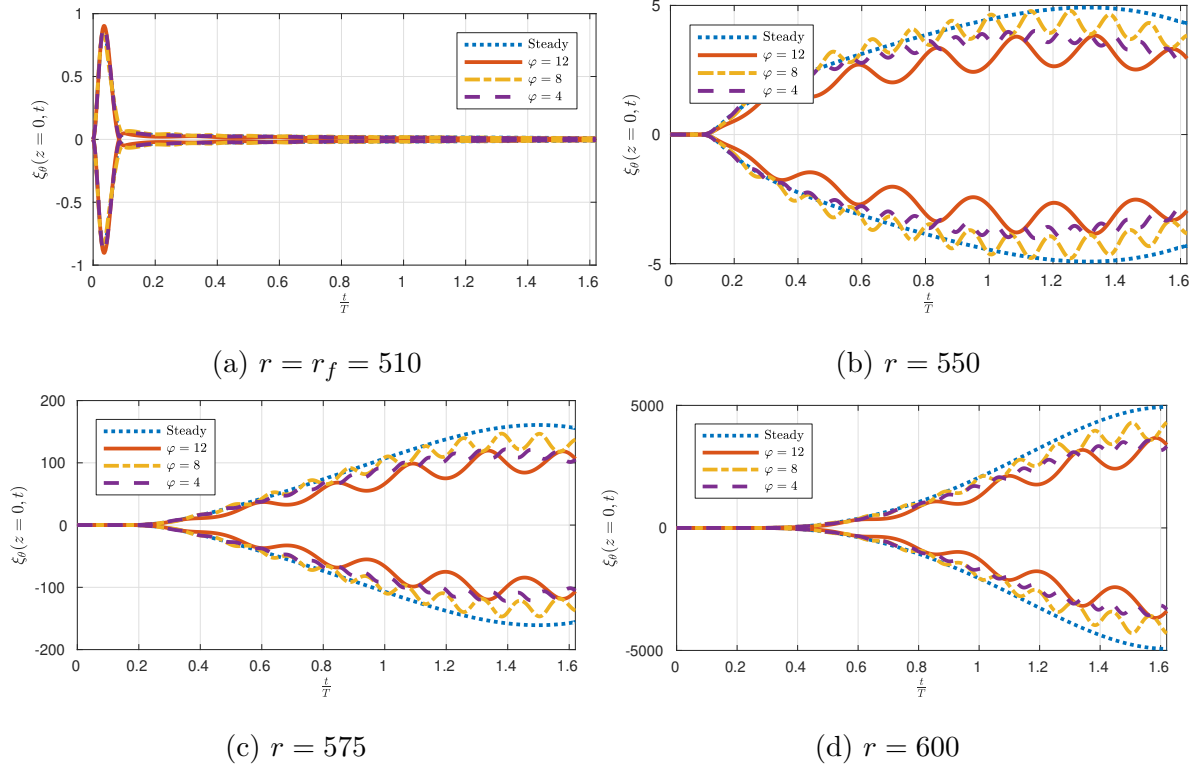 1
0.5
0
-0.5
-1
ξθ(z = 0, t)
0 0.2 0.4 0.6 0.8 1 1.2 1.4 1.6
t/T
Steady
φ = 12
φ = 8
φ = 4
(a) r = r_f = 510
5
0
-5
ξθ(z = 0, t)
0 0.2 0.4 0.6 0.8 1 1.2 1.4 1.6
t/T
Steady
φ = 12
φ = 8
φ = 4
(b) r = 550
200
100
0
-100
-200
ξθ(z = 0, t)
0 0.2 0.4 0.6 0.8 1 1.2 1.4 1.6
t/T
Steady
φ = 12
φ = 8
φ = 4
(c) r = 575
5000
0
-5000
ξθ(z = 0, t)
0 0.2 0.4 0.6 0.8 1 1.2 1.4 1.6
t/T
Steady
φ = 12
φ = 8
φ = 4
(d) r = 600